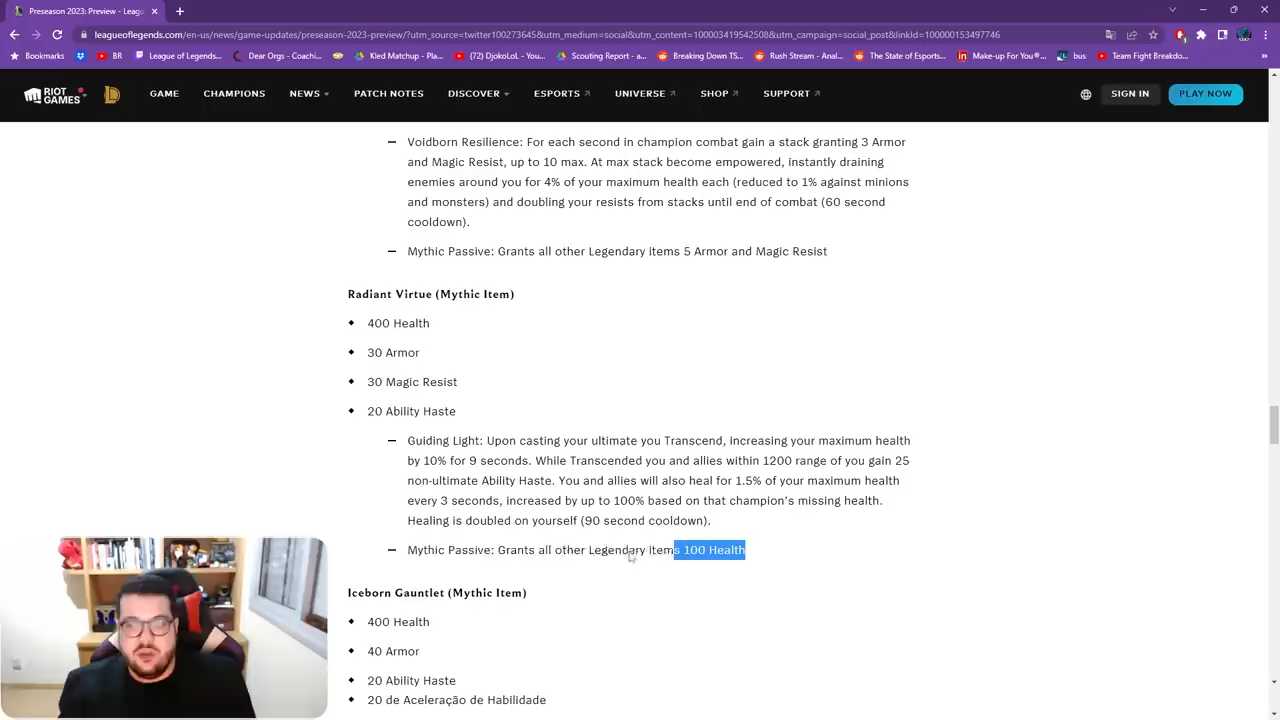 Preseason 2023: Preview - Leagu
leagueoflegends.com/en-us/news/game-updates/preseason-2023-preview/?utm_source=twitter100273645&utm_medium=social&utm_content=100003419542508&utm_campaign=social_post&linkId=100000153497746
Bookmarks BR League of Legends... Dear Orgs - Coachi... Kled Matchup - Pla... (72) DjokoLoL - You... Scouting Report - a... Breaking Down TS... Rush Stream - Anal... The State of Esports... Make-up For You®... bus Team Fight Breakdo...
RIOT GAMES GAME CHAMPIONS NEWS PATCH NOTES DISCOVER ESPORTS UNIVERSE SHOP SUPPORT SIGN IN PLAY NOW
Voidborn Resilience: For each second in champion combat gain a stack granting 3 Armor
and Magic Resist, up to 10 max. At max stack become empowered, instantly draining
enemies around you for 4% of your maximum health each (reduced to 1% against minions
and monsters) and doubling your resists from stacks until end of combat (60 second
cooldown).
Mythic Passive: Grants all other Legendary items 5 Armor and Magic Resist
Radiant Virtue (Mythic Item)
400 Health
30 Armor
30 Magic Resist
20 Ability Haste
Guiding Light: Upon casting your ultimate you Transcend, increasing your maximum health
by 10% for 9 seconds. While Transcended you and allies within 1200 range of you gain 25
non-ultimate Ability Haste. You and allies will also heal for 1.5% of your maximum health
every 3 seconds, increased by up to 100% based on that champion's missing health.
Healing is doubled on yourself (90 second cooldown).
Mythic Passive: Grants all other Legendary items 100 Health
Iceborn Gauntlet (Mythic Item)
400 Health
40 Armor
20 Ability Haste
20 de Aceleração de Habilidade